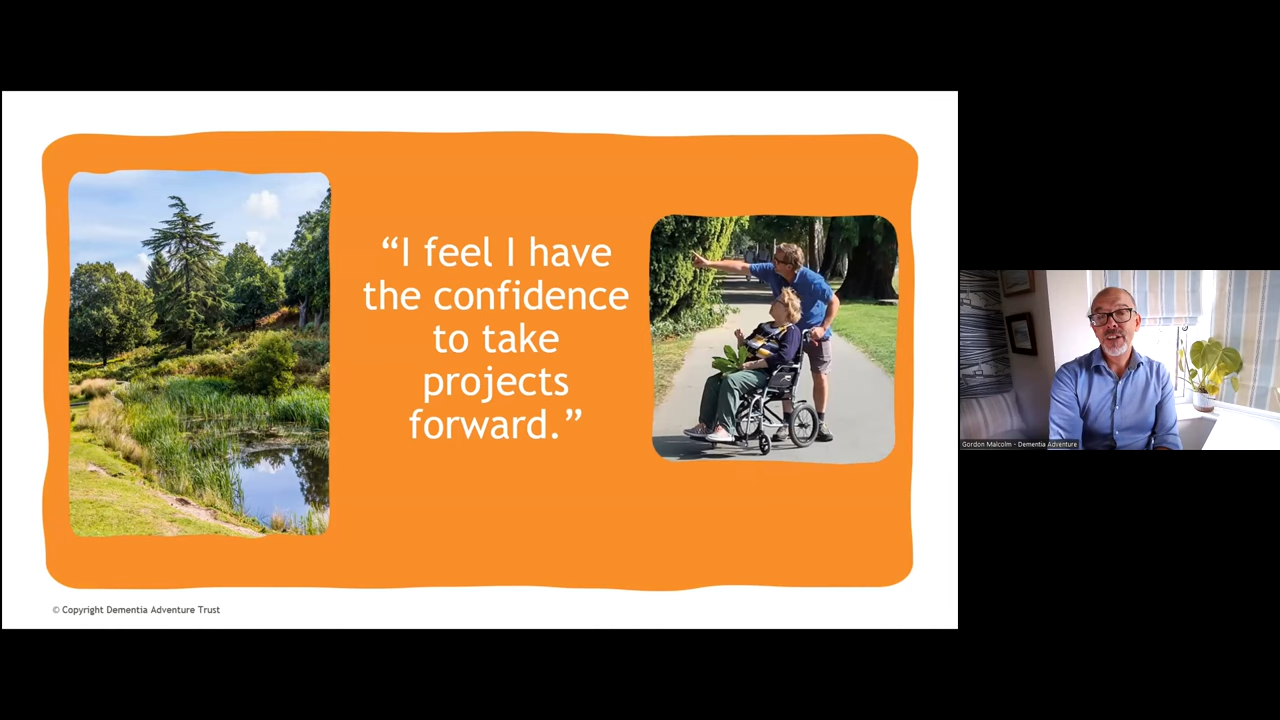 “I feel I have
the confidence
to take
projects
forward.”
Gordon Malcolm - Dementia Adventure
© Copyright Dementia Adventure Trust